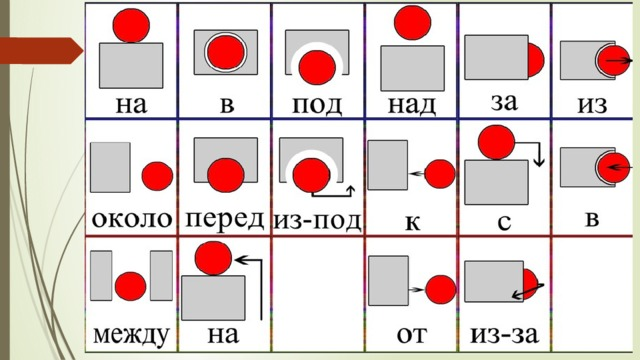 на в под над за из
около перед из-под к с в
между на от из-за